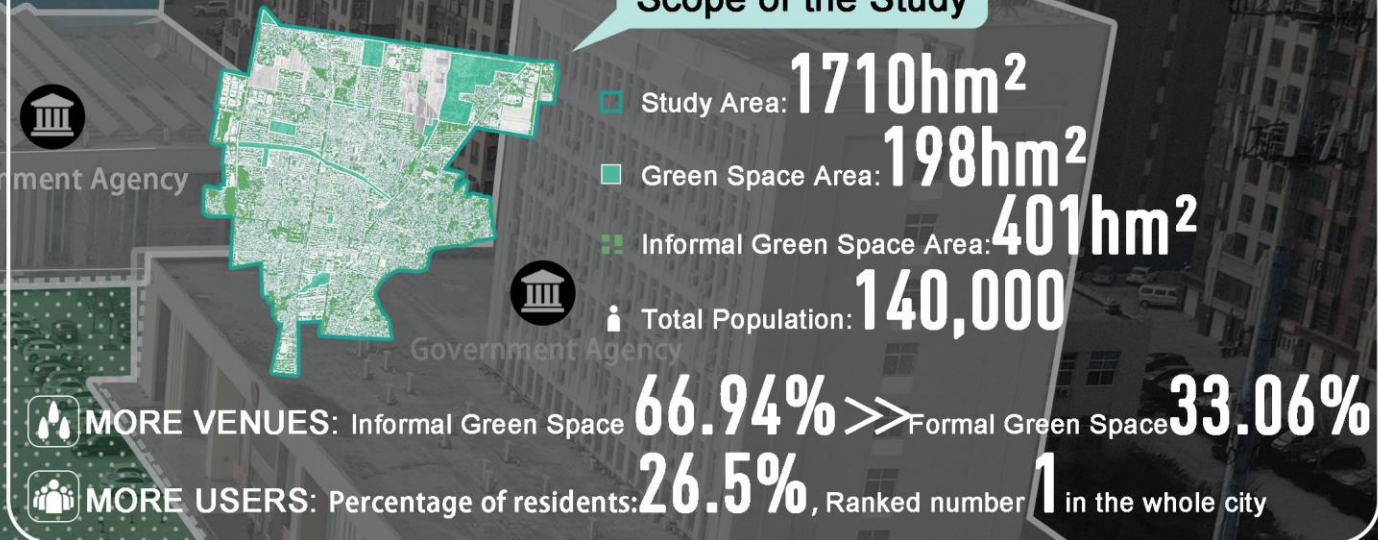 Scope of the Study
Study Area: 1710hm²
Green Space Area: 198hm²
nment Agency
Informal Green Space Area: 401hm²
Total Population: 140,000
Government Agency
MORE VENUES: Informal Green Space 66.94% >> Formal Green Space 33.06%
MORE USERS: Percentage of residents: 26.5%, Ranked number 1 in the whole city